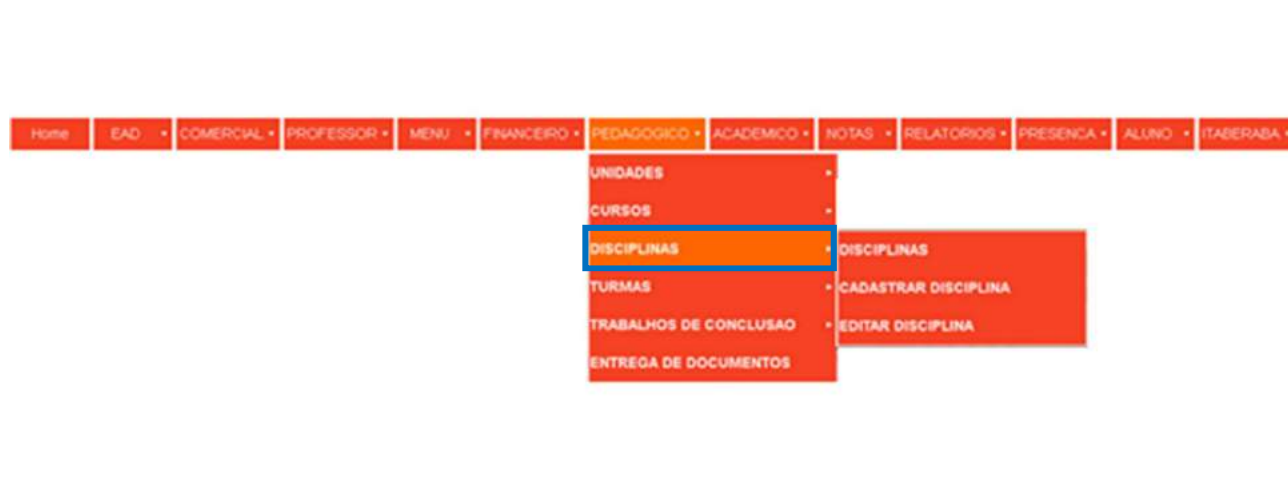 Home EAD COMERCIAL PROFESSOR MENU FINANCEIRO PEDAGOGICO ACADEMICO NOTAS RELATORIOS PRESENCA ALUNO ITABERABA
UNIDADES
CURSOS
DISCIPLINAS
TURMAS
TRABALHOS DE CONCLUSAO
ENTREGA DE DOCUMENTOS
DISCIPLINAS
CADASTRAR DISCIPLINA
EDITAR DISCIPLINA